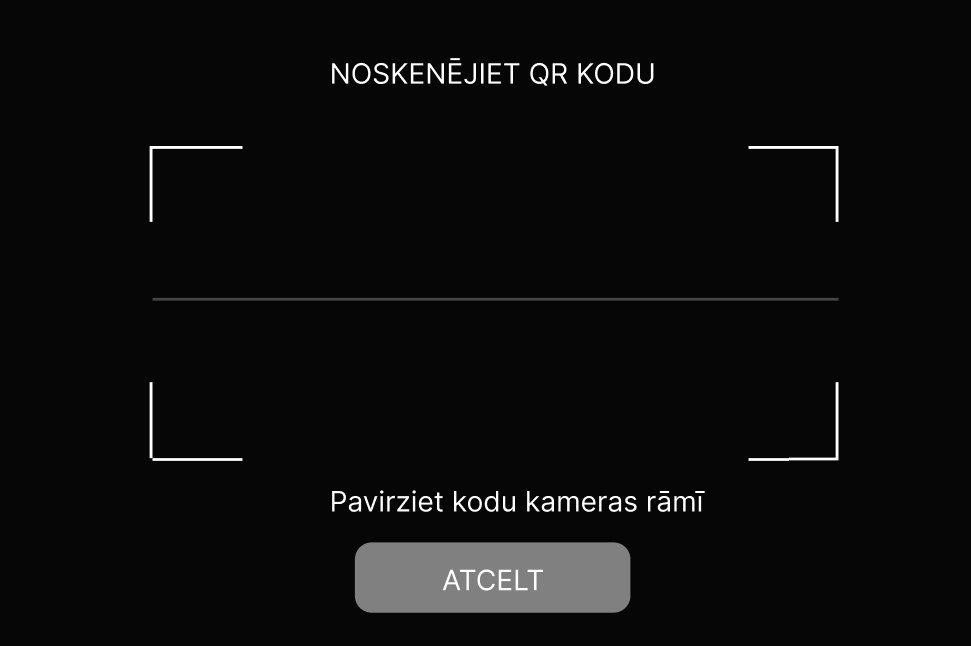 NOSKENĒJIET QR KODU
Pavirziet kodu kameras rāmī
ATCELT